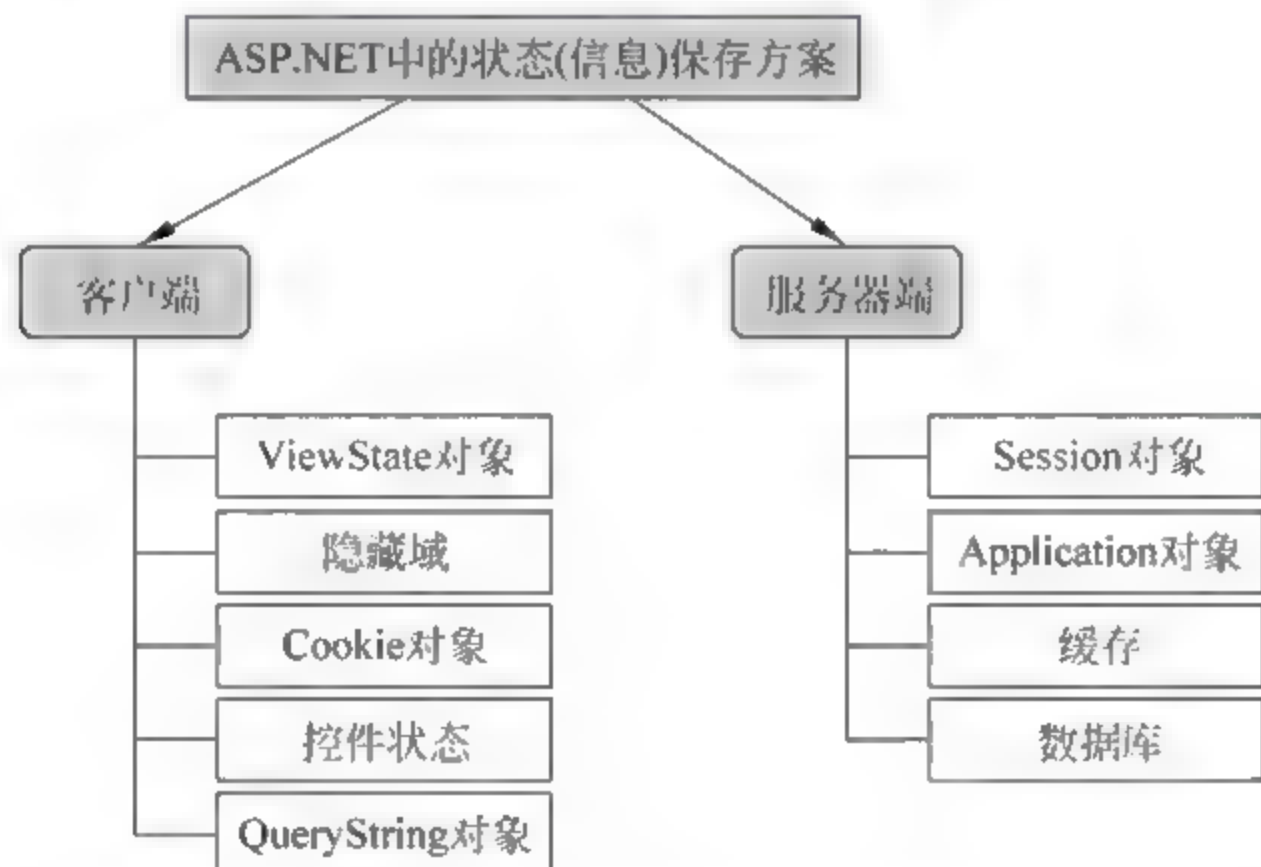 ASP.NET中的状态(信息)保存方案
客户端
服务器端
ViewState对象
隐藏域
Cookie对象
控件状态
QueryString对象
Session对象
Application对象
缓存
数据库